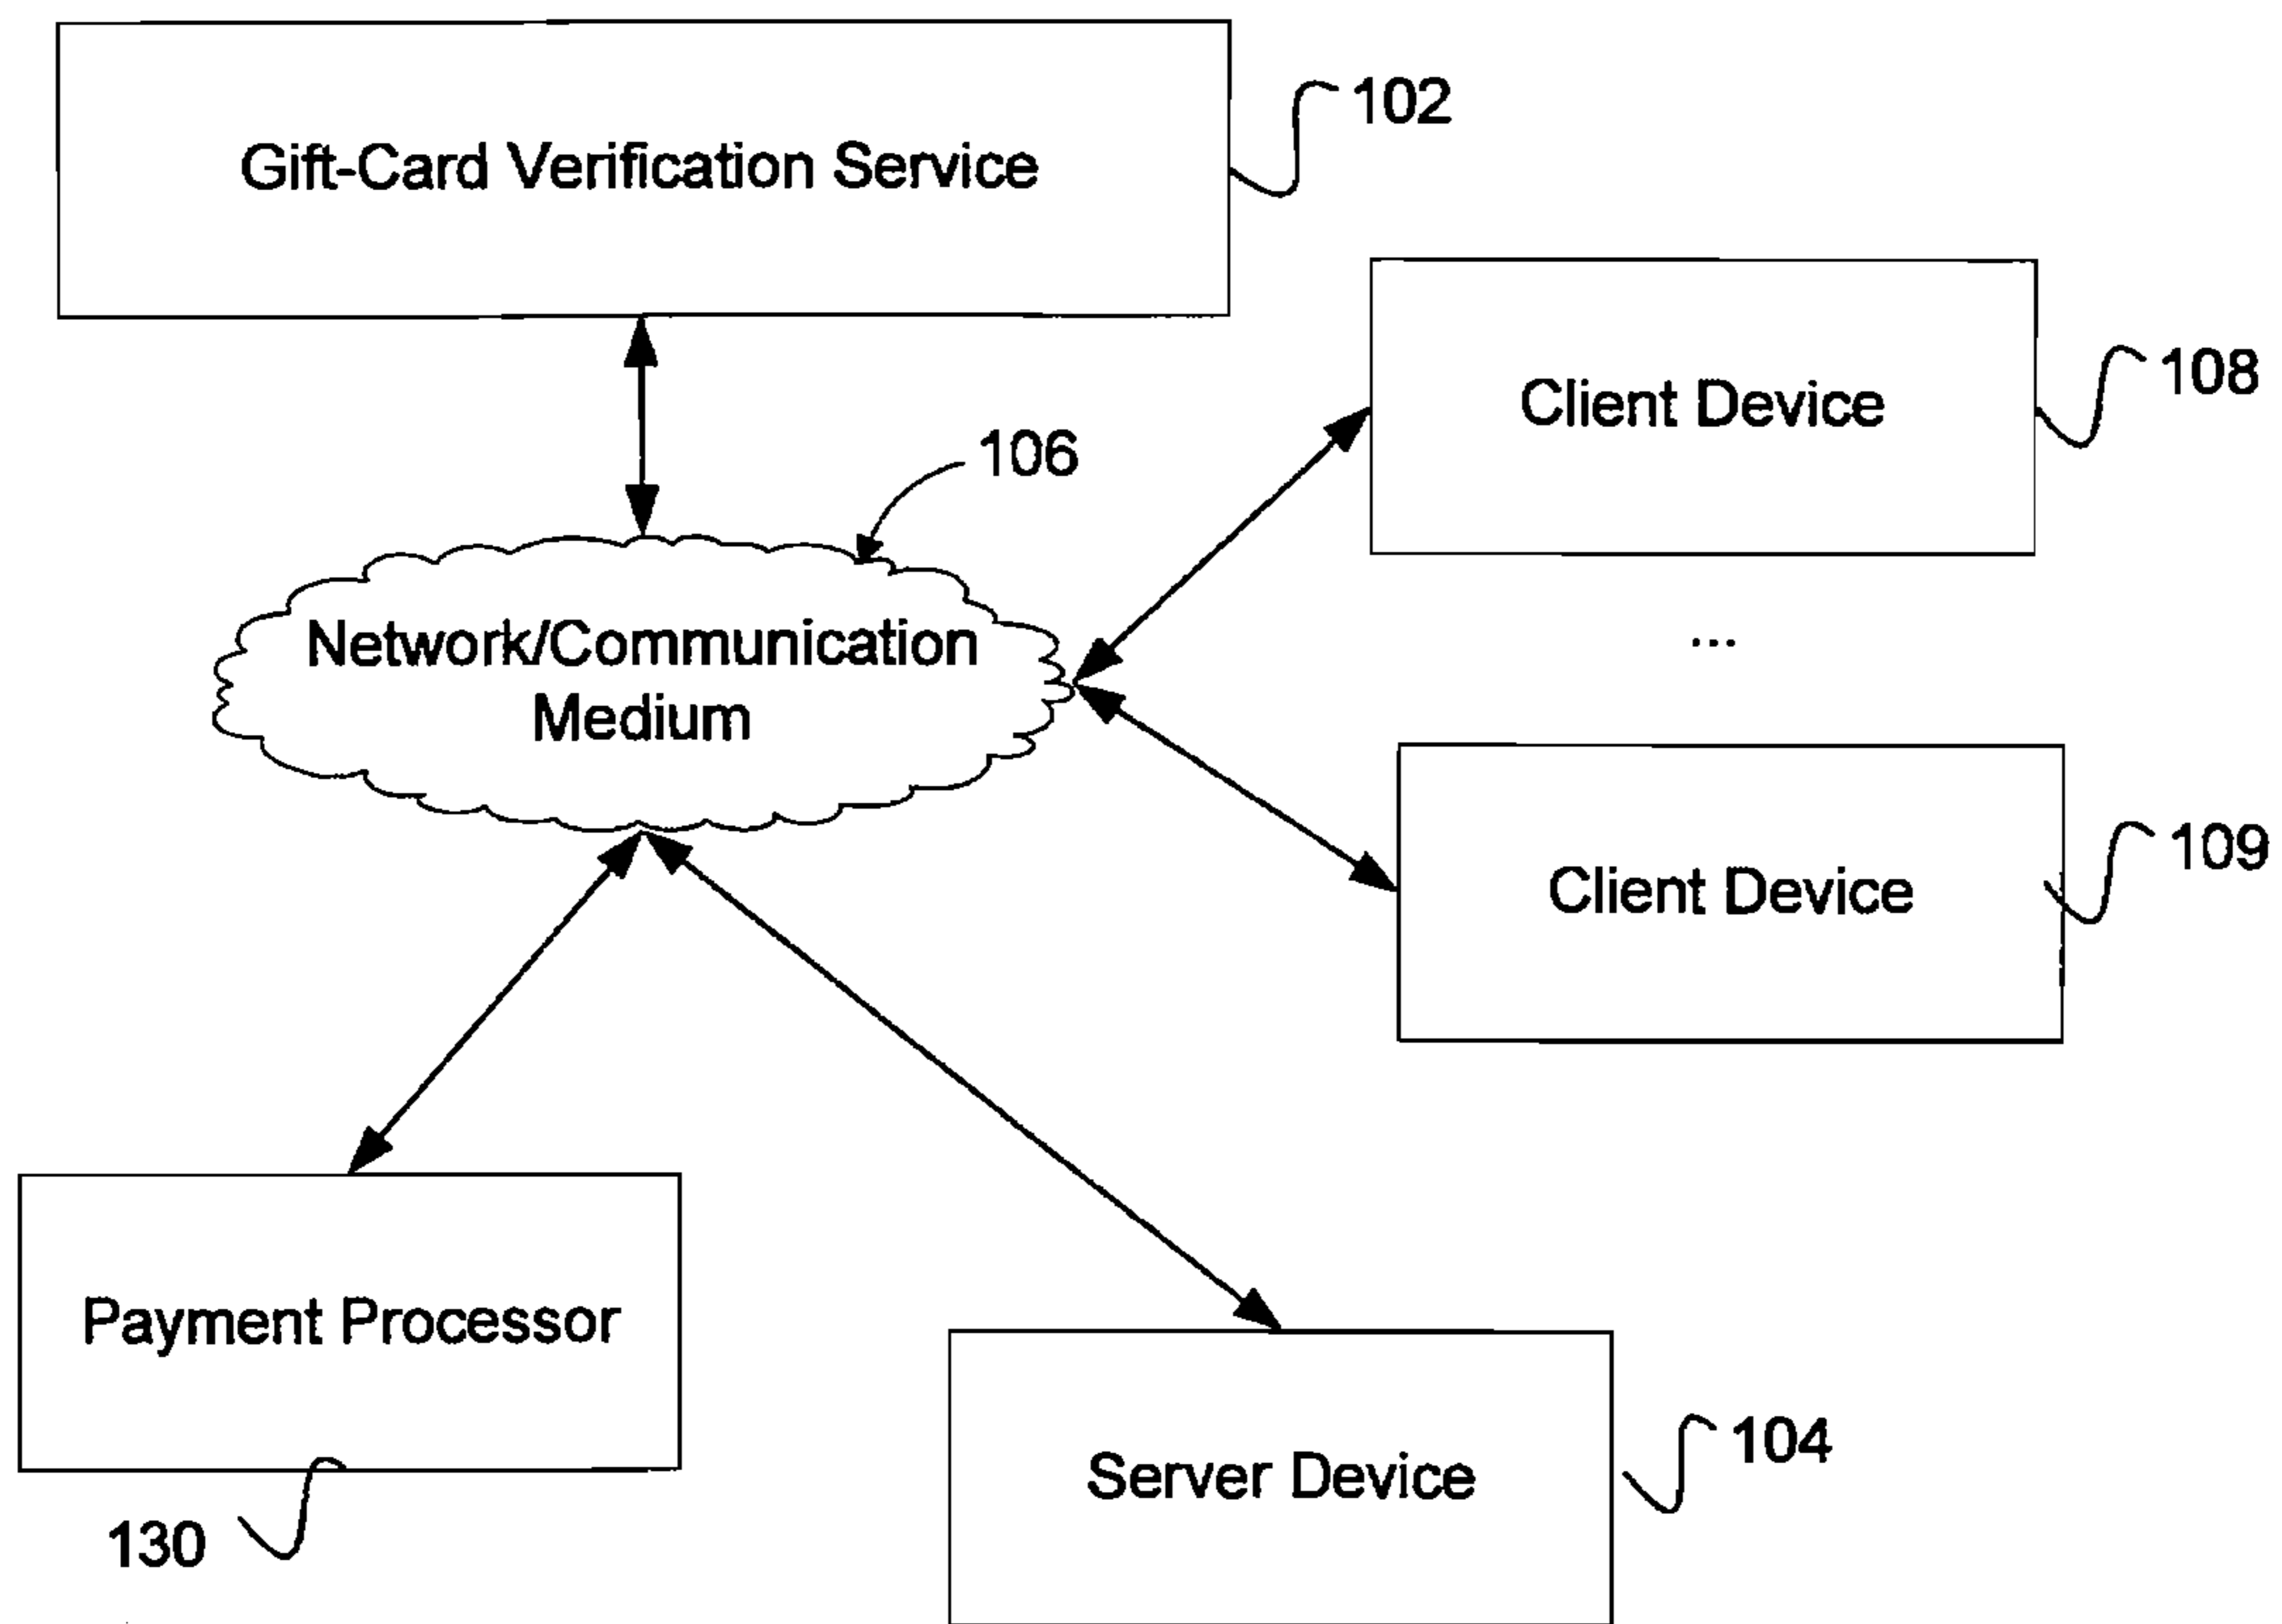 Gift-Card Verification Service
102
Client Device
108
106
Network/Communication
Medium
...
Client Device
109
Payment Processor
130
Server Device
104